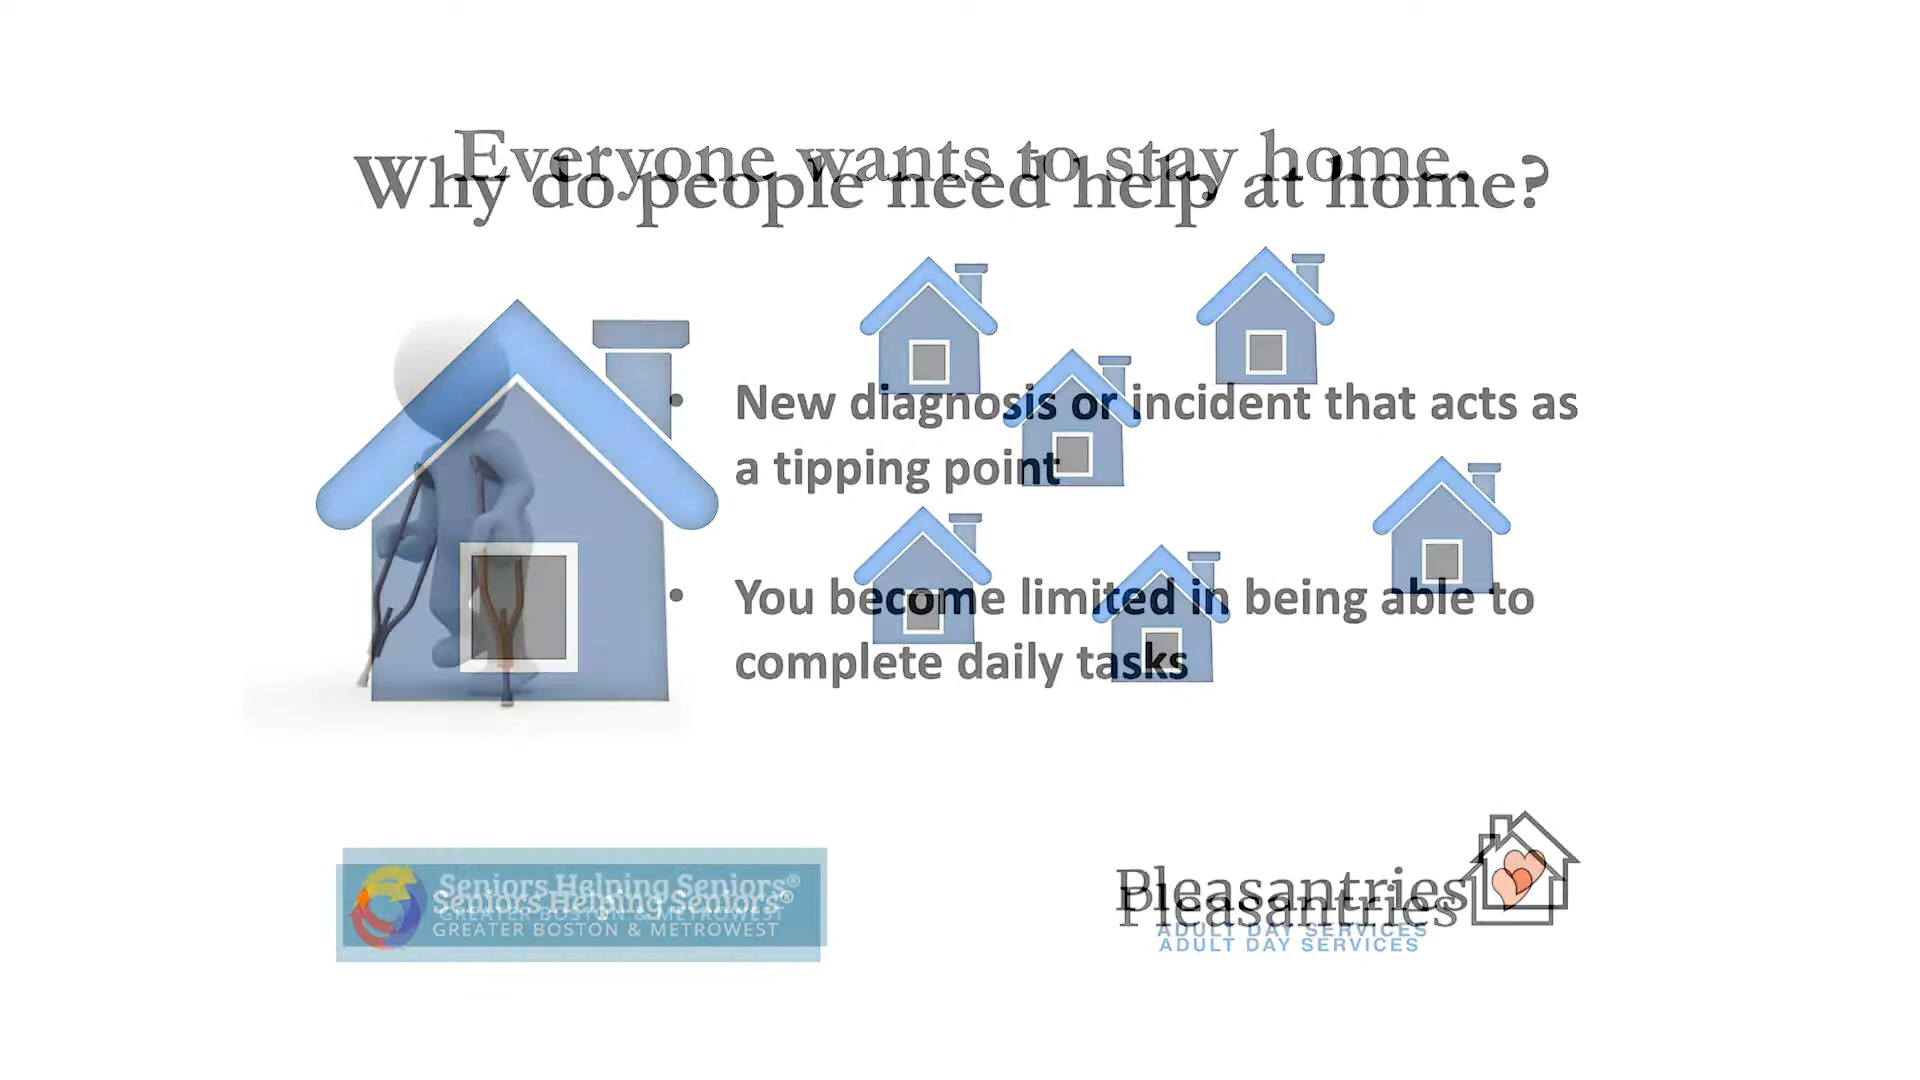 Everyone wants to stay home.
Why do people need help at home?
• New diagnosis or incident that acts as
a tipping point
• You become limited in being able to
complete daily tasks
Seniors Helping Seniors®
GREATER BOSTON & METROWEST
Seniors Helping Seniors®
GREATER BOSTON & METROWEST
Pleasantries
ADULT DAY SERVICES
Pleasantries
ADULT DAY SERVICES